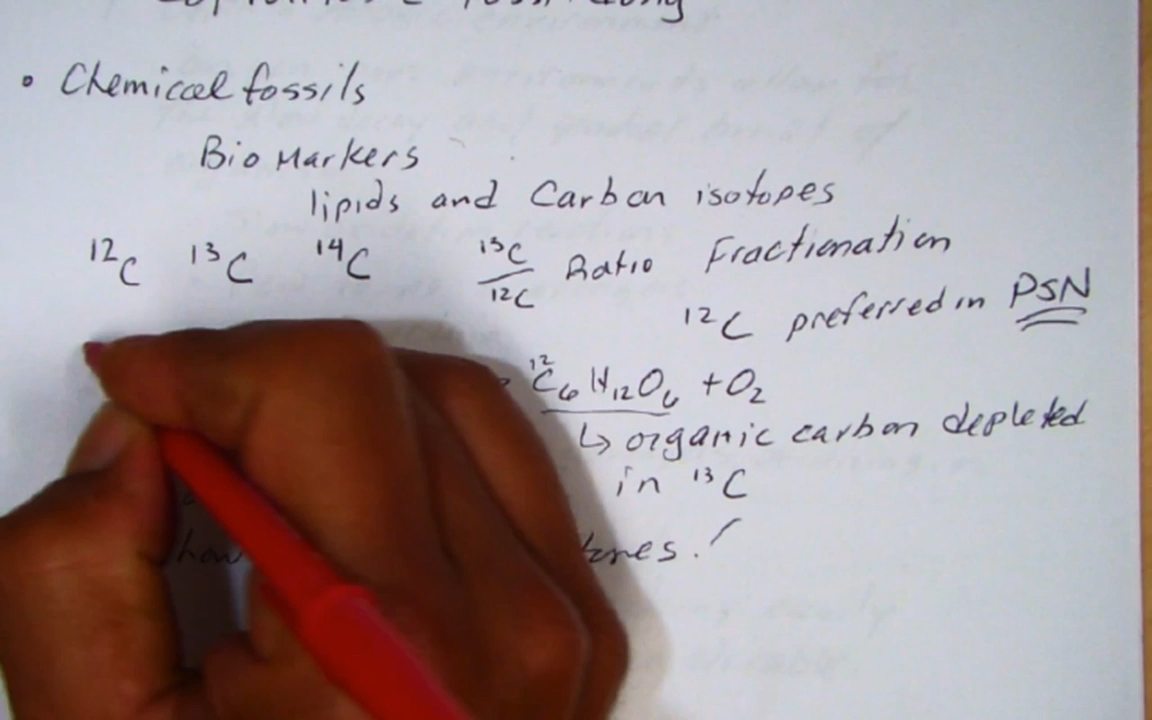 • Chemical fossils
Bio Markers
lipids and Carbon isotopes
¹²C ¹³C ¹⁴C ¹³C/¹²C Ratio Fractionation
¹²C preferred in PSN
¹²C₆H₁₂O₆ + O₂
↳ organic carbon depleted
in ¹³C